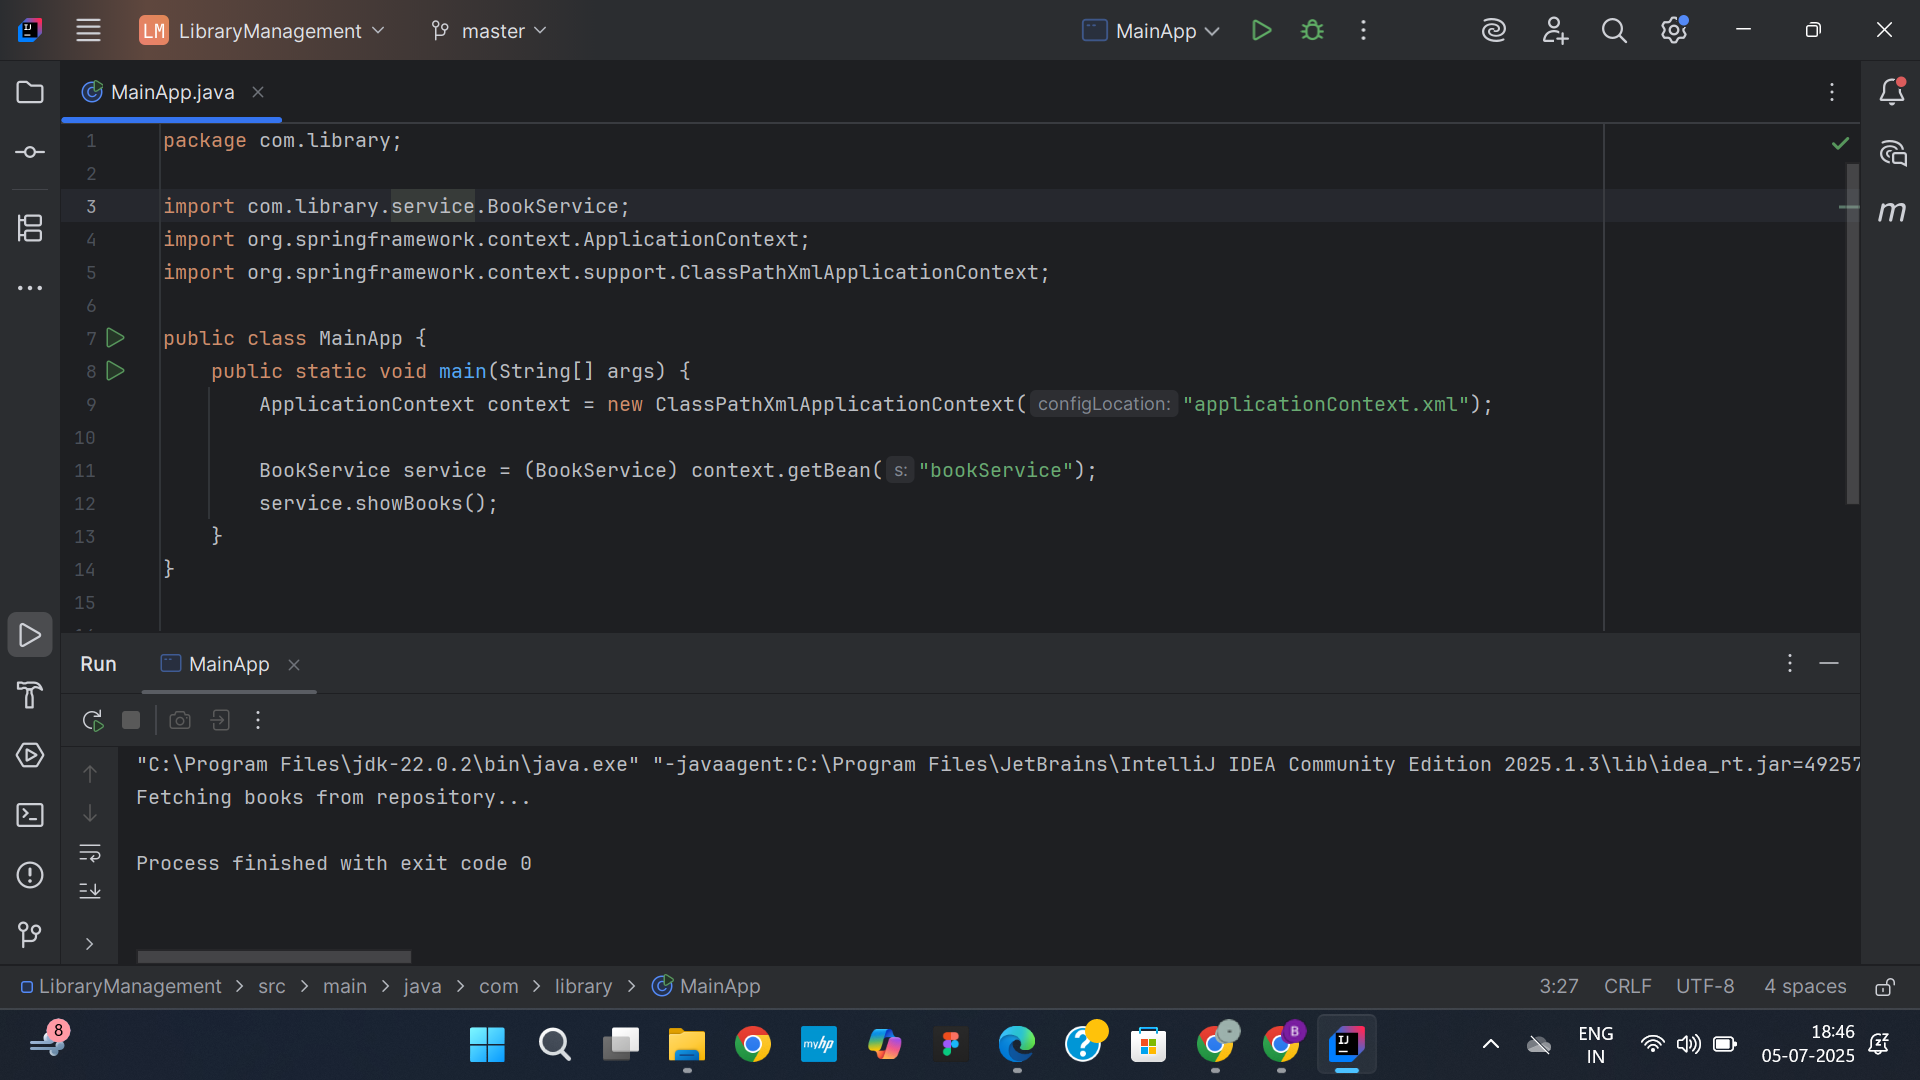 LM LibraryManagement master MainApp
MainApp.java
1 package com.library;
2
3 import com.library.service.BookService;
4 import org.springframework.context.ApplicationContext;
5 import org.springframework.context.support.ClassPathXmlApplicationContext;
6
7 public class MainApp {
8 public static void main(String[] args) {
9 ApplicationContext context = new ClassPathXmlApplicationContext( configLocation: "applicationContext.xml");
10
11 BookService service = (BookService) context.getBean( s: "bookService");
12 service.showBooks();
13 }
14 }
15
m
Run MainApp
"C:\Program Files\jdk-22.0.2\bin\java.exe" "-javaagent:C:\Program Files\JetBrains\IntelliJ IDEA Community Edition 2025.1.3\lib\idea_rt.jar=49257
Fetching books from repository...
Process finished with exit code 0
LibraryManagement > src > main > java > com > library > MainApp 3:27 CRLF UTF-8 4 spaces
8 myhp B IJ ENG 18:46
IN 05-07-2025